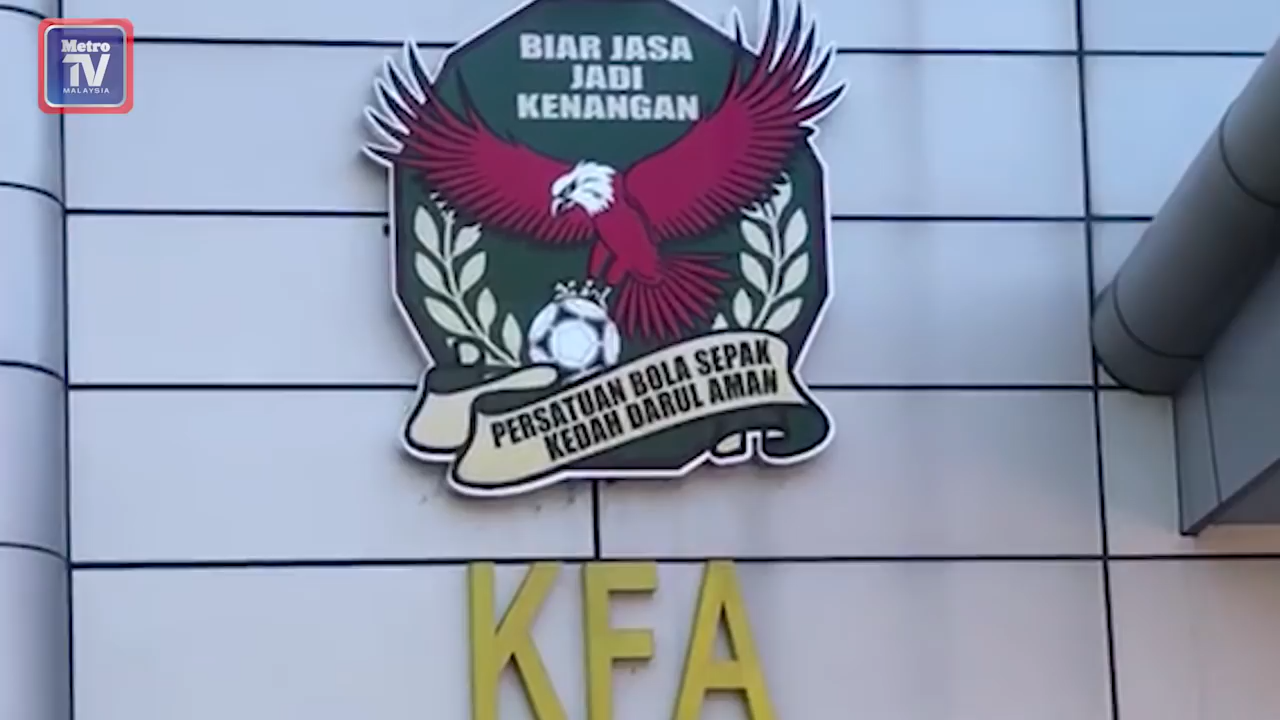 Metro
TV
MALAYSIA
BIAR JASA
JADI
KENANGAN
PERSATUAN BOLA SEPAK
KEDAH DARUL AMAN
KFA